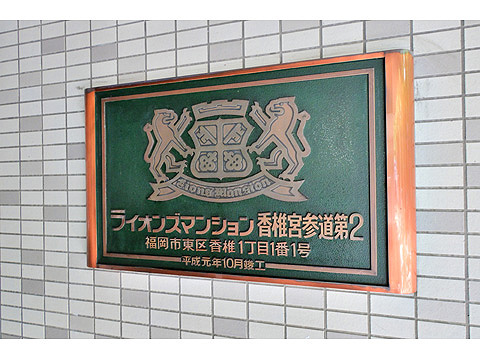 Lions Mansion
ライオンズマンション香椎宮参道第2
福岡市東区香椎1丁目1番1号
平成元年10月竣工